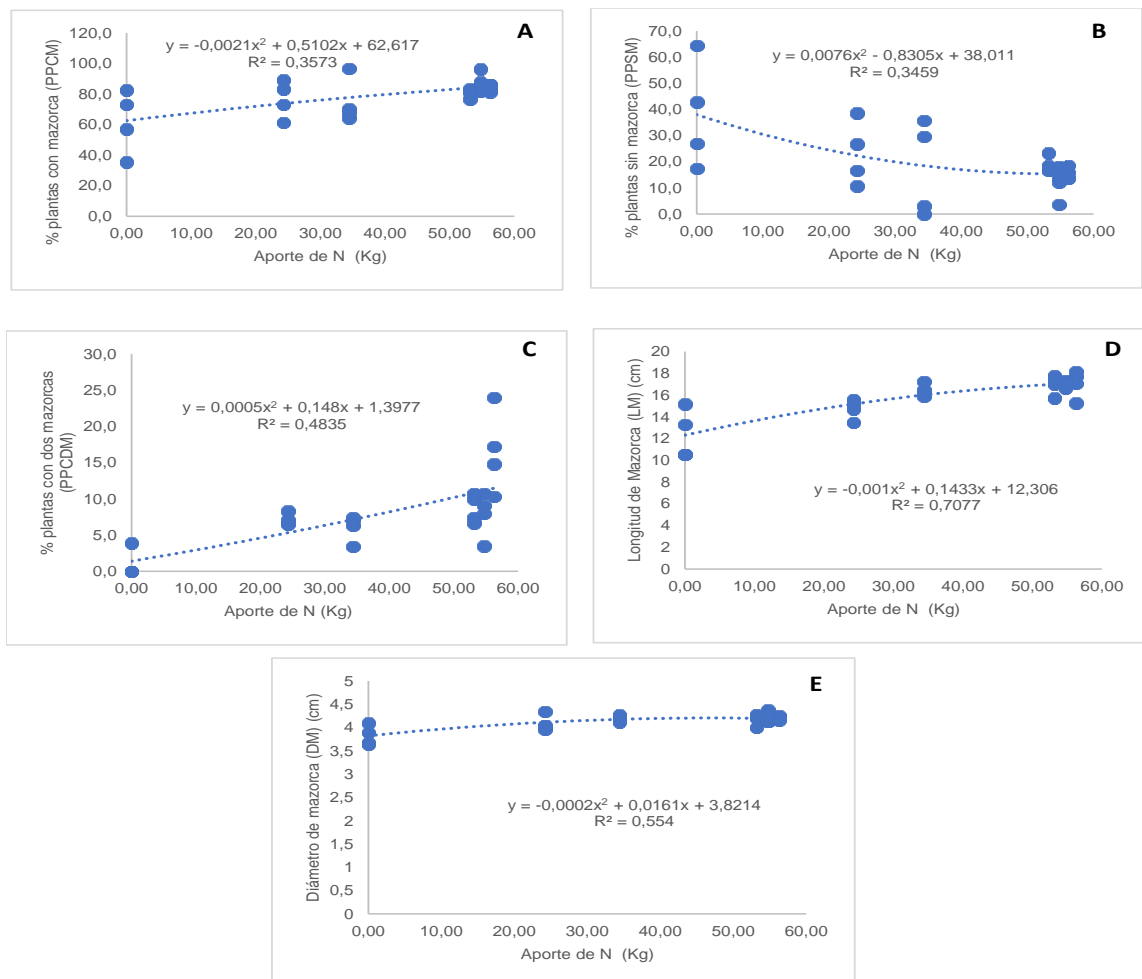 A
y = -0,0021x² + 0,5102x + 62,617
R² = 0,3573
% plantas con mazorca (PPCM)
120,0
100,0
80,0
60,0
40,0
20,0
0,0
0,00 10,00 20,00 30,00 40,00 50,00 60,00
Aporte de N (Kg)
B
y = 0,0076x² - 0,8305x + 38,011
R² = 0,3459
% plantas sin mazorca (PPSM)
70,0
60,0
50,0
40,0
30,0
20,0
10,0
0,0
0,00 10,00 20,00 30,00 40,00 50,00 60,00
Aporte de N (Kg)
C
y = 0,0005x² + 0,148x + 1,3977
R² = 0,4835
% plantas con dos mazorcas
(PPCDM)
30,0
25,0
20,0
15,0
10,0
5,0
0,0
0,00 10,00 20,00 30,00 40,00 50,00 60,00
Aporte de N (Kg)
D
y = -0,001x² + 0,1433x + 12,306
R² = 0,7077
Longitud de Mazorca (LM) (cm)
20
18
16
14
12
10
8
6
4
2
0
0,00 10,00 20,00 30,00 40,00 50,00 60,00
Aporte de N (Kg)
E
y = -0,0002x² + 0,0161x + 3,8214
R² = 0,554
Diámetro de mazorca (DM) (cm)
5
4,5
4
3,5
3
2,5
2
1,5
1
0,5
0
0,00 10,00 20,00 30,00 40,00 50,00 60,00
Aporte de N (Kg)